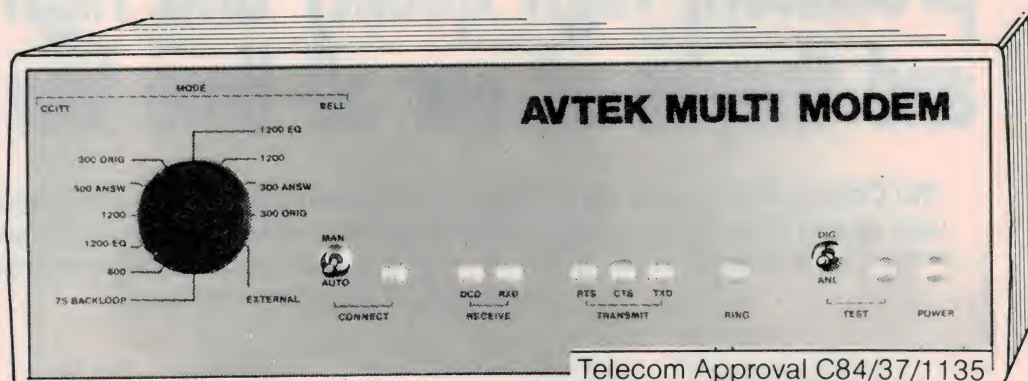 MODE
CCITT
BELL
AVTEK MULTI MODEM
1200 EQ
300 ORIG
1200
300 ANSW
300 ANSW
1200
300 ORIG
1200 EQ
600
75 BACKLOOP
EXTERNAL
MAN
AUTO
CONNECT
DCD RXD
RECEIVE
RTS CTS TXD
TRANSMIT
RING
DIG
ANL
TEST
POWER
Telecom Approval C84/37/1135